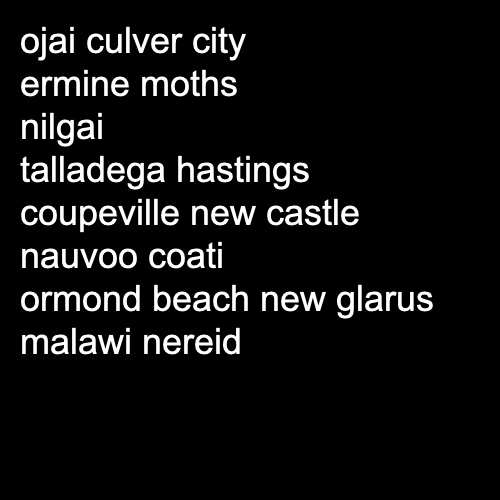 ojai culver city
ermine moths
nilgai
talladega hastings
coupeville new castle
nauvoo coati
ormond beach new glarus
malawi nereid